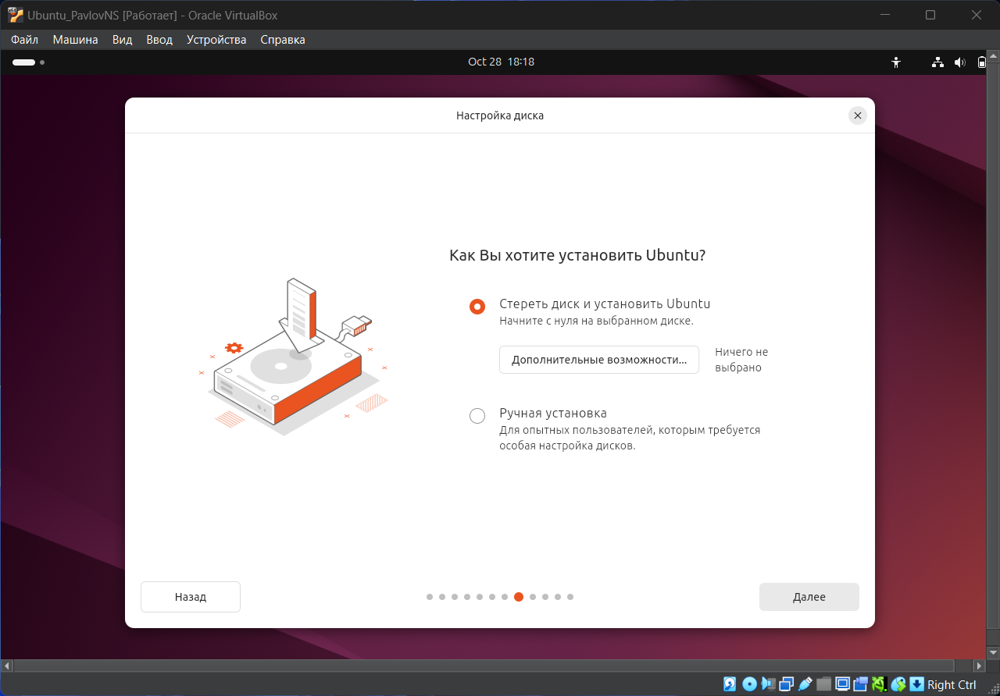 Ubuntu_PavlovNS [Работает] - Oracle VirtualBox
Файл Машина Вид Ввод Устройства Справка
Oct 28 18:18
Настройка диска
Как Вы хотите установить Ubuntu?
Стереть диск и установить Ubuntu
Начните с нуля на выбранном диске.
Дополнительные возможности...
Ничего не
выбрано
Ручная установка
Для опытных пользователей, которым требуется
особая настройка дисков.
Назад
Далее
Right Ctrl